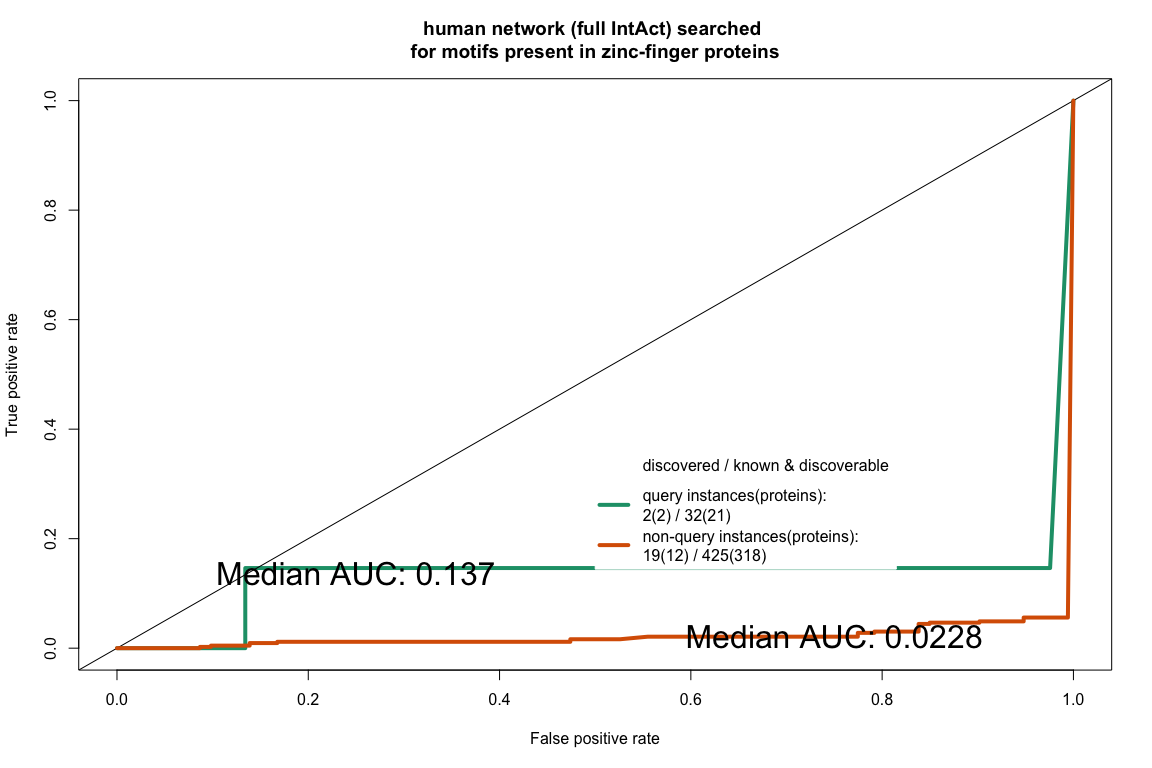 human network (full IntAct) searched
for motifs present in zinc-finger proteins
True positive rate
1.0
0.8
0.6
0.4
0.2
0.0
discovered / known & discoverable
query instances(proteins):
2(2) / 32(21)
non-query instances(proteins):
19(12) / 425(318)
Median AUC: 0.137
Median AUC: 0.0228
0.0 0.2 0.4 0.6 0.8 1.0
False positive rate